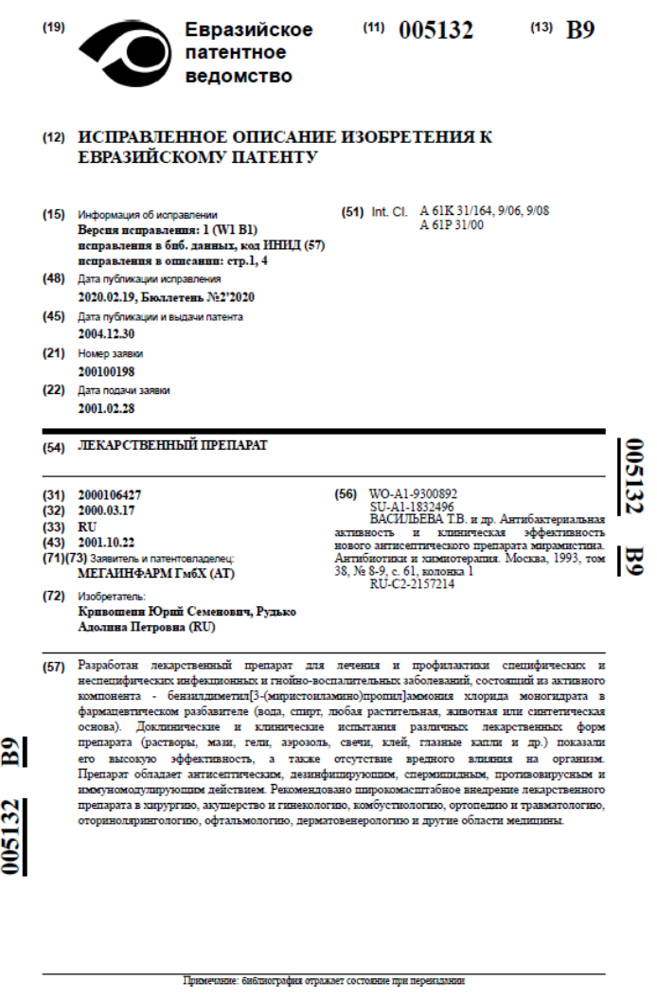 (19)
Евразийское
патентное
ведомство
(11) 005132
(13) B9
(12) ИСПРАВЛЕННОЕ ОПИСАНИЕ ИЗОБРЕТЕНИЯ К
ЕВРАЗИЙСКОМУ ПАТЕНТУ
(15) Информация об исправлении
Версия исправления: 1 (W1 B1)
исправления в биб. данных, код ИНИД (57)
исправления в описании: стр.1, 4
(48) Дата публикации исправления
2020.02.19, Бюллетень №2'2020
(45) Дата публикации и выдачи патента
2004.12.30
(21) Номер заявки
200100198
(22) Дата подачи заявки
2001.02.28
(51) Int. Cl. A 61K 31/164, 9/06, 9/08
A 61P 31/00
(54) ЛЕКАРСТВЕННЫЙ ПРЕПАРАТ
(31) 2000106427
(32) 2000.03.17
(33) RU
(43) 2001.10.22
(71)(73) Заявитель и патентовладелец:
МЕГАИНФАРМ ГмбХ (AT)
(72) Изобретатель:
Кривошеин Юрий Семенович, Рудько
Адолина Петровна (RU)
(56) WO-A1-9300892
SU-A1-1832496
ВАСИЛЬЕВА Т.В. и др. Антибактериальная
активность и клиническая эффективность
нового антисептического препарата мирамистина.
Антибиотики и химиотерапия. Москва, 1993, том
38, № 8-9, с. 61, колонка 1
RU-C2-2157214
(57) Разработан лекарственный препарат для лечения и профилактики специфических и
неспецифических инфекционных и гнойно-воспалительных заболеваний, состоящий из активного
компонента - бензилдиметил[3-(миристоиламино)пропил]аммония хлорида моногидрата в
фармацевтическом разбавителе (вода, спирт, любая растительная, животная или синтетическая
основа). Доклинические и клинические испытания различных лекарственных форм
препарата (растворы, мази, гели, аэрозоль, свечи, клей, глазные капли и др.) показали
его высокую эффективность, а также отсутствие вредного влияния на организм.
Препарат обладает антисептическим, дезинфицирующим, спермицидным, противовирусным и
иммуномодулирующим действием. Рекомендовано широкомасштабное внедрение лекарственного
препарата в хирургию, акушерство и гинекологию, комбустиологию, ортопедию и травматологию,
оториноларингологию, офтальмологию, дерматовенерологию и другие области медицины.
005132 B9
005132 B9
Примечание: библиография отражает состояние при переиздании